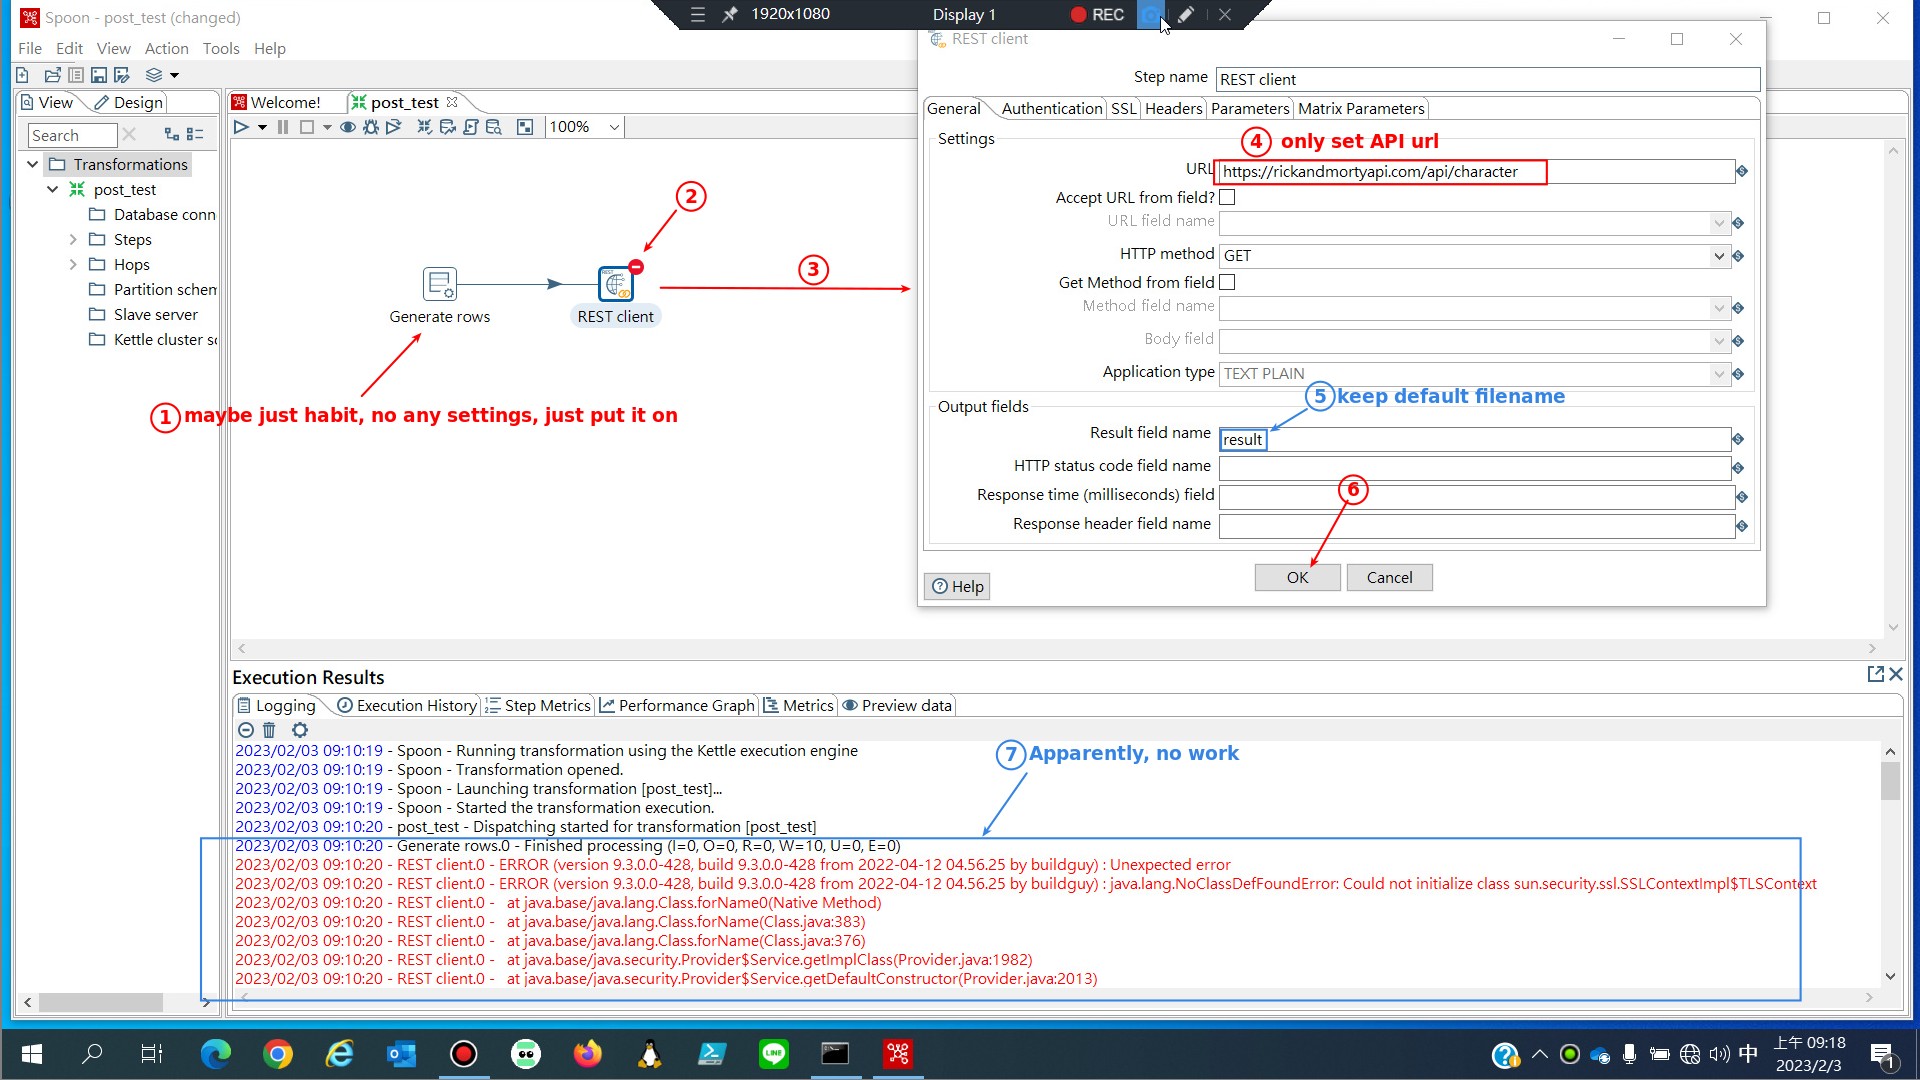 Spoon - post_test (changed)
1920x1080
Display 1
REC
File Edit View Action Tools Help
View
Design
Welcome!
post_test
Search
100%
Transformations
post_test
Database conn
Steps
Hops
Partition schem
Slave server
Kettle cluster sc
Generate rows
REST client
1 maybe just habit, no any settings, just put it on
2
3
REST client
Step name REST client
General Authentication SSL Headers Parameters Matrix Parameters
Settings
4 only set API url
URL https://rickandmortyapi.com/api/character
Accept URL from field?
URL field name
HTTP method GET
Get Method from field
Method field name
Body field
Application type TEXT PLAIN
5 keep default filename
Output fields
Result field name result
HTTP status code field name
Response time (milliseconds) field
6
Response header field name
OK Cancel
Help
Execution Results
Logging Execution History Step Metrics Performance Graph Metrics Preview data
7 Apparently, no work
2023/02/03 09:10:19 - Spoon - Running transformation using the Kettle execution engine
2023/02/03 09:10:19 - Spoon - Transformation opened.
2023/02/03 09:10:19 - Spoon - Launching transformation [post_test]...
2023/02/03 09:10:19 - Spoon - Started the transformation execution.
2023/02/03 09:10:20 - post_test - Dispatching started for transformation [post_test]
2023/02/03 09:10:20 - Generate rows.0 - Finished processing (I=0, O=0, R=0, W=10, U=0, E=0)
2023/02/03 09:10:20 - REST client.0 - ERROR (version 9.3.0.0-428, build 9.3.0.0-428 from 2022-04-12 04.56.25 by buildguy) : Unexpected error
2023/02/03 09:10:20 - REST client.0 - ERROR (version 9.3.0.0-428, build 9.3.0.0-428 from 2022-04-12 04.56.25 by buildguy) : java.lang.NoClassDefFoundError: Could not initialize class sun.security.ssl.SSLContextImpl$TLSContext
2023/02/03 09:10:20 - REST client.0 - at java.base/java.lang.Class.forName0(Native Method)
2023/02/03 09:10:20 - REST client.0 - at java.base/java.lang.Class.forName(Class.java:383)
2023/02/03 09:10:20 - REST client.0 - at java.base/java.lang.Class.forName(Class.java:376)
2023/02/03 09:10:20 - REST client.0 - at java.base/java.security.Provider$Service.getImplClass(Provider.java:1982)
2023/02/03 09:10:20 - REST client.0 - at java.base/java.security.Provider$Service.getDefaultConstructor(Provider.java:2013)
LINE
中
上午 09:18
2023/2/3
1